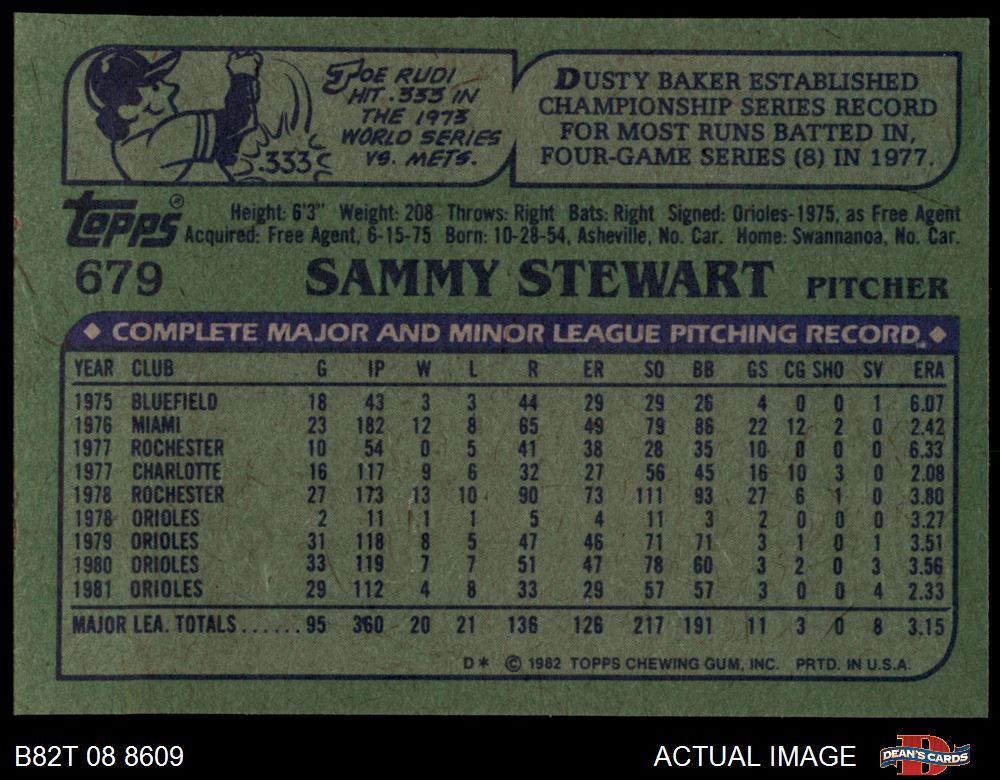 JOE RUDI
HIT .333 IN
THE 1973
WORLD SERIES
VS. METS.
.333
DUSTY BAKER ESTABLISHED
CHAMPIONSHIP SERIES RECORD
FOR MOST RUNS BATTED IN,
FOUR-GAME SERIES (8) IN 1977.
Topps®
Height: 6'3" Weight: 208 Throws: Right Bats: Right Signed: Orioles-1975, as Free Agent
Acquired: Free Agent, 6-15-75 Born: 10-28-54, Asheville, No. Car. Home: Swannanoa, No. Car.
679 SAMMY STEWART PITCHER
◆ COMPLETE MAJOR AND MINOR LEAGUE PITCHING RECORD ◆
YEAR CLUB G IP W L R ER SO BB GS CG SHO SV ERA
1975 BLUEFIELD 18 43 3 3 44 29 29 26 4 0 0 1 6.07
1976 MIAMI 23 182 12 8 65 49 79 86 22 12 2 0 2.42
1977 ROCHESTER 10 54 0 5 41 38 28 35 10 0 0 0 6.33
1977 CHARLOTTE 16 117 9 6 32 27 56 45 16 10 3 0 2.08
1978 ROCHESTER 27 173 13 10 90 73 111 93 27 6 1 0 3.80
1978 ORIOLES 2 11 1 1 5 4 11 3 2 0 0 0 3.27
1979 ORIOLES 31 118 8 5 47 46 71 71 3 1 0 1 3.51
1980 ORIOLES 33 119 7 7 51 47 78 60 3 2 0 3 3.56
1981 ORIOLES 29 112 4 8 33 29 57 57 3 0 0 4 2.33
MAJOR LEA. TOTALS......95 360 20 21 136 126 217 191 11 3 0 8 3.15
D* © 1982 TOPPS CHEWING GUM, INC. PRTD. IN U.S.A.
B82T 08 8609 ACTUAL IMAGE DEAN'S CARDS